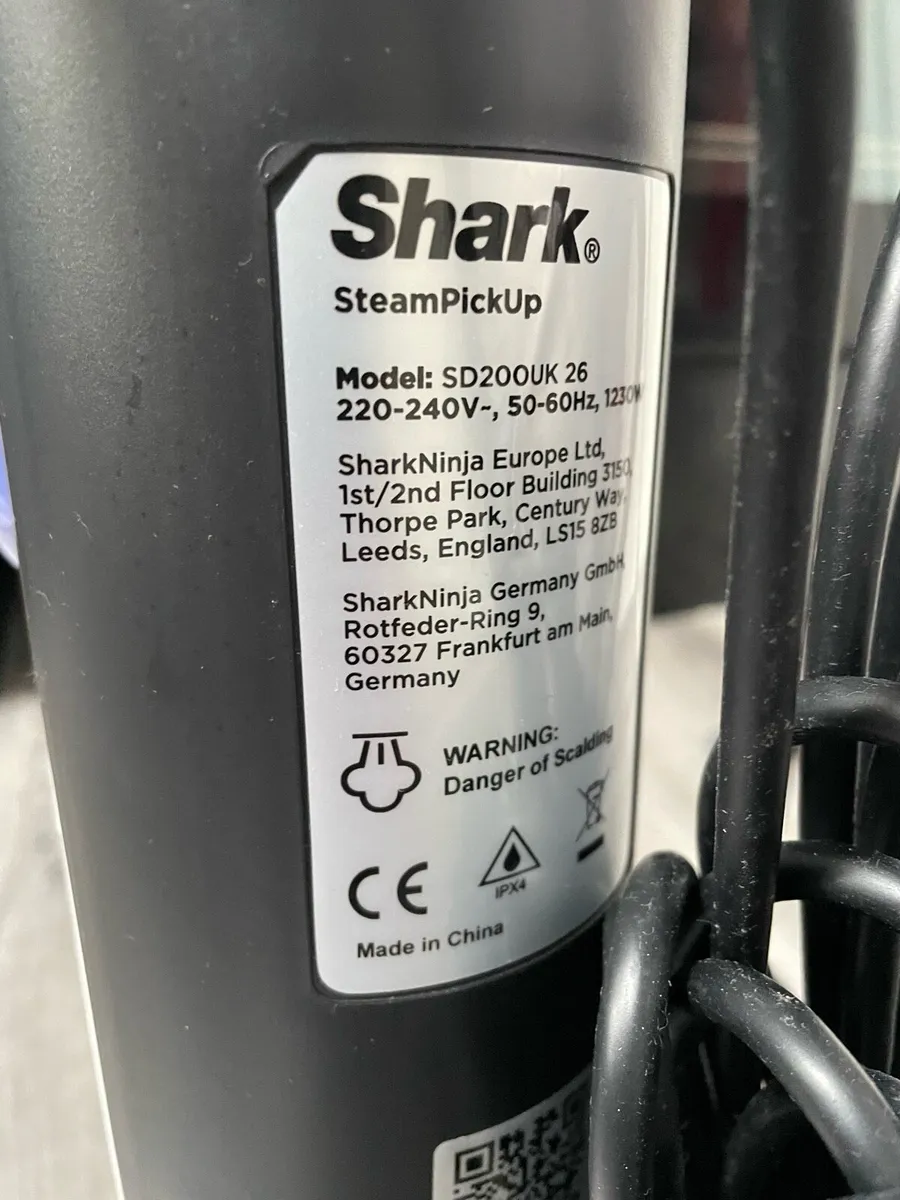 Shark®
SteamPickUp
Model: SD200UK 26
220-240V~, 50-60Hz, 1230W
SharkNinja Europe Ltd,
1st/2nd Floor Building 3150,
Thorpe Park, Century Way,
Leeds, England, LS15 8ZB
SharkNinja Germany GmbH,
Rotfeder-Ring 9,
60327 Frankfurt am Main,
Germany
WARNING:
Danger of Scalding
CE
IPX4
Made in China